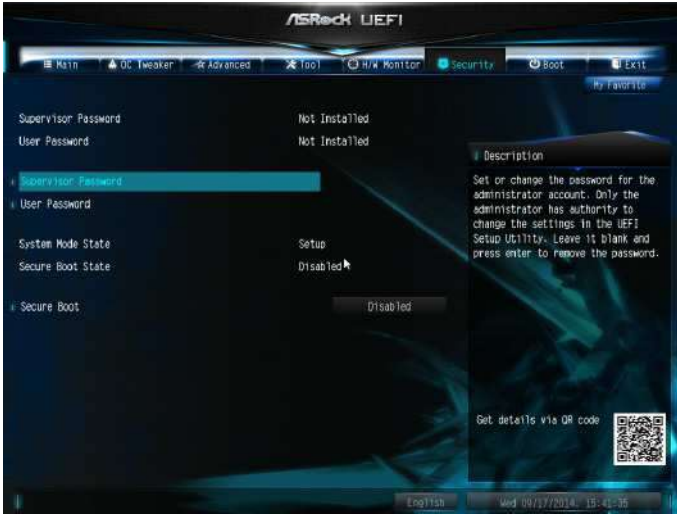 ASRock UEFI
Main OC Tweaker Advanced Tool H/W Monitor Security Boot Exit
My Favorite
Supervisor Password Not Installed
User Password Not Installed
Description
Supervisor Password
User Password
Set or change the password for the
administrator account. Only the
administrator has authority to
change the settings in the UEFI
Setup Utility. Leave it blank and
press enter to remove the password.
System Mode State Setup
Secure Boot State Disabled
Secure Boot Disabled
Get details via QR code
English Wed 09/17/2014, 15:41:35